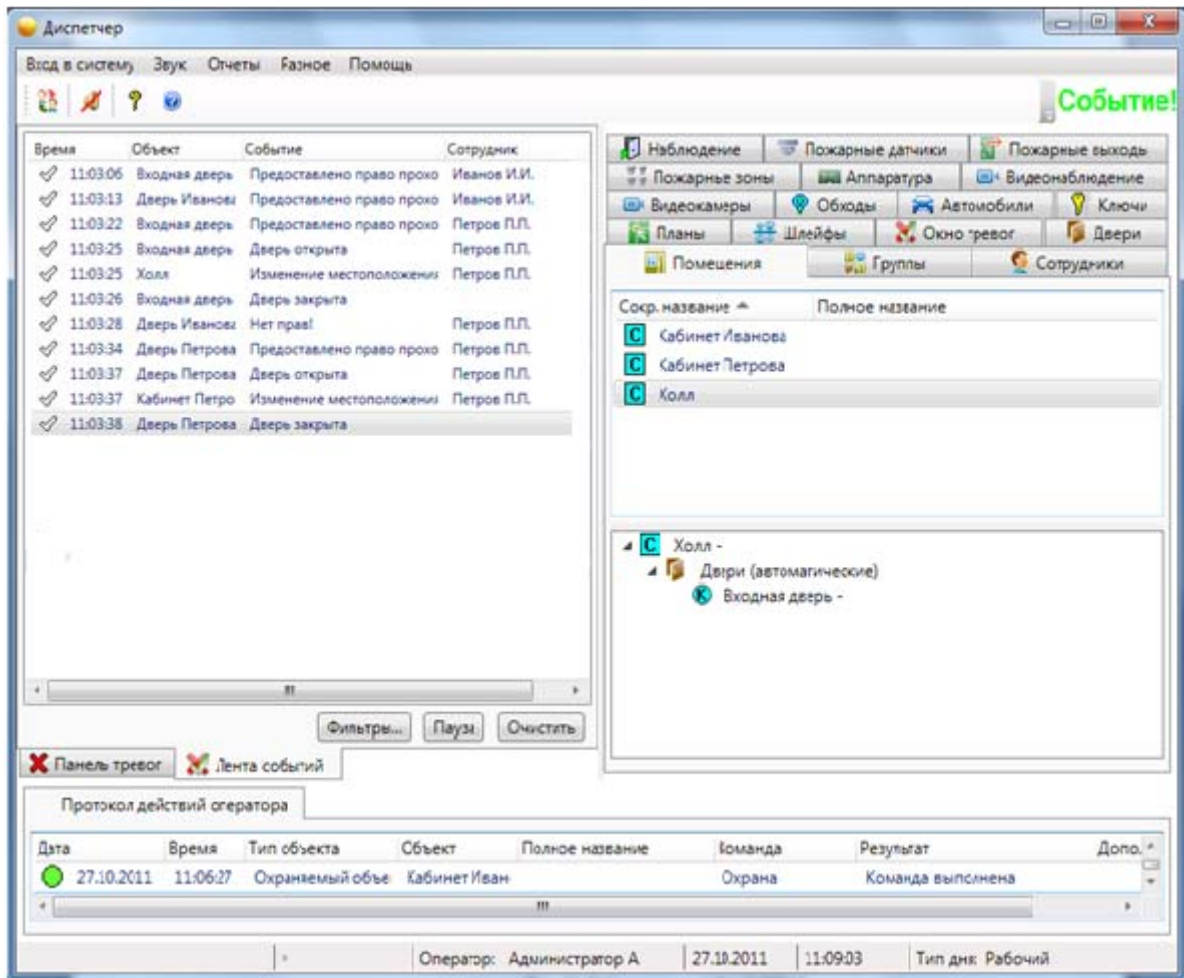 Диспетчер
Вход в систему Звук Отчеты Разное Помощь
Событие!
Время Объект Событие Сотрудник
11:03:06 Входная дверь Предоставлено право прохо Иванов И.И.
11:03:13 Дверь Иванова Предоставлено право прохо Иванов И.И.
11:03:22 Входная дверь Предоставлено право прохо Петров П.П.
11:03:25 Входная дверь Дверь открыта Петров П.П.
11:03:25 Холл Изменение местоположения Петров П.П.
11:03:26 Входная дверь Дверь закрыта
11:03:28 Дверь Иванова Нет прав! Петров П.П.
11:03:34 Дверь Петрова Предоставлено право прохо Петров П.П.
11:03:37 Дверь Петрова Дверь открыта Петров П.П.
11:03:37 Кабинет Петро Изменение местоположения Петров П.П.
11:03:38 Дверь Петрова Дверь закрыта
Фильтры... Пауза Очистить
Панель тревог Лента событий
Наблюдение Пожарные датчики Пожарные выходы
Пожарные зоны Аппаратура Видеонаблюдение
Видеокамеры Обходы Автомобили Ключи
Планы Шлейфы Окно тревог Двери
Помещения Группы Сотрудники
Сокр. название Полное название
C Кабинет Иванова
C Кабинет Петрова
C Холл
C Холл -
Двери (автоматические)
K Входная дверь -
Протокол действий оператора
Дата Время Тип объекта Объект Полное название Команда Результат Допо.
27.10.2011 11:06:27 Охраняемый объе Кабинет Иван Охрана Команда выполнена
Оператор: Администратор А 27.10.2011 11:09:03 Тип дня: Рабочий